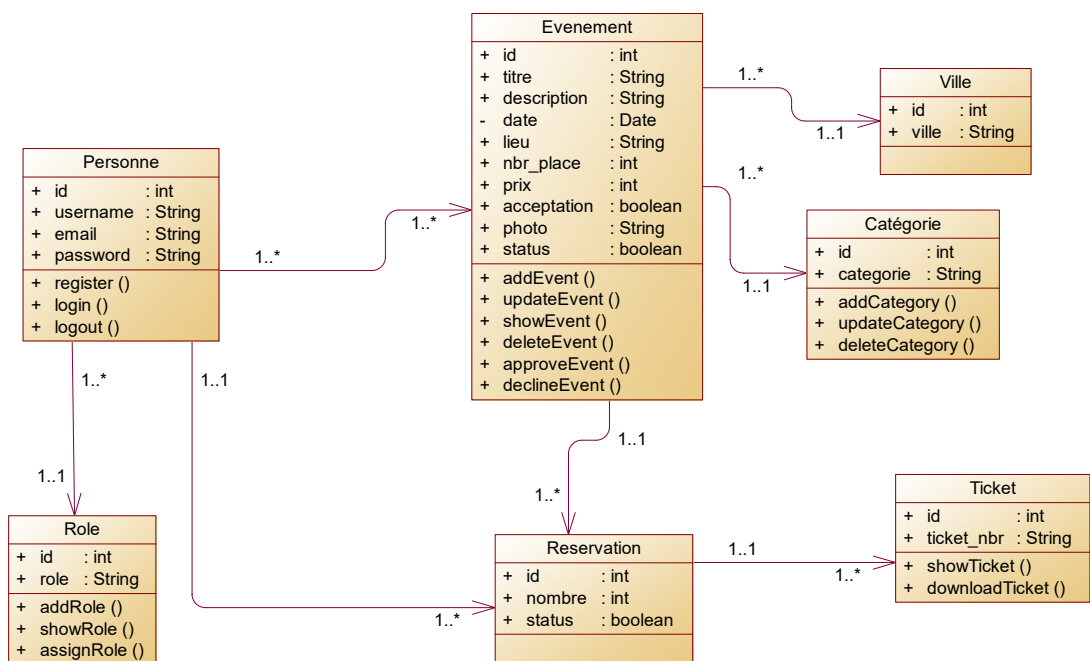 Evenement
+ id : int
+ titre : String
+ description : String
- date : Date
+ lieu : String
+ nbr_place : int
+ prix : int
+ acceptation : boolean
+ photo : String
+ status : boolean
+ addEvent ()
+ updateEvent ()
+ showEvent ()
+ deleteEvent ()
+ approveEvent ()
+ declineEvent ()
1..*
1..1
Ville
+ id : int
+ ville : String
Personne
+ id : int
+ username : String
+ email : String
+ password : String
+ register ()
+ login ()
+ logout ()
1..*
1..*
1..*
1..1
Catégorie
+ id : int
+ categorie : String
+ addCategory ()
+ updateCategory ()
+ deleteCategory ()
1..*
1..1
1..1
1..*
1..1
1..*
Role
+ id : int
+ role : String
+ addRole ()
+ showRole ()
+ assignRole ()
Reservation
+ id : int
+ nombre : int
+ status : boolean
1..1
1..*
Ticket
+ id : int
+ ticket_nbr : String
+ showTicket ()
+ downloadTicket ()